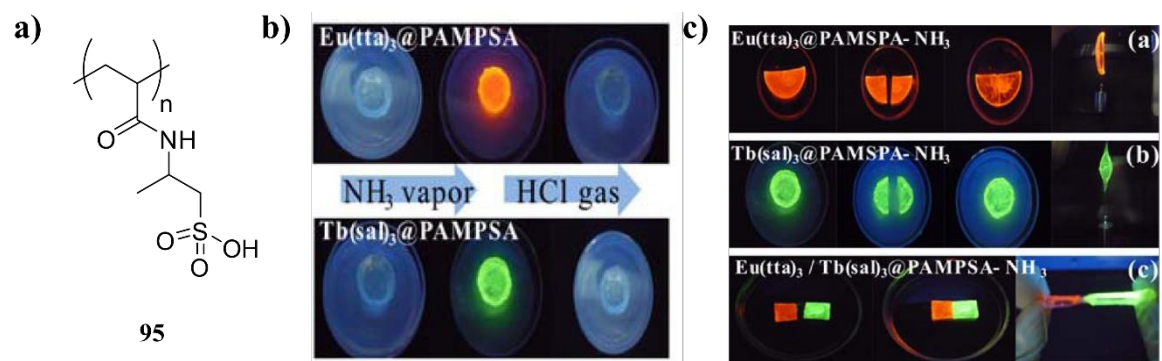 a)
n
O
NH
O
S
OH
O
95
b)
Eu(tta)₃@PAMPSA
NH₃ vapor
HCl gas
Tb(sal)₃@PAMPSA
c)
Eu(tta)₃@PAMSPA- NH₃
(a)
Tb(sal)₃@PAMSPA- NH₃
(b)
Eu(tta)₃ / Tb(sal)₃@PAMPSA- NH₃
(c)